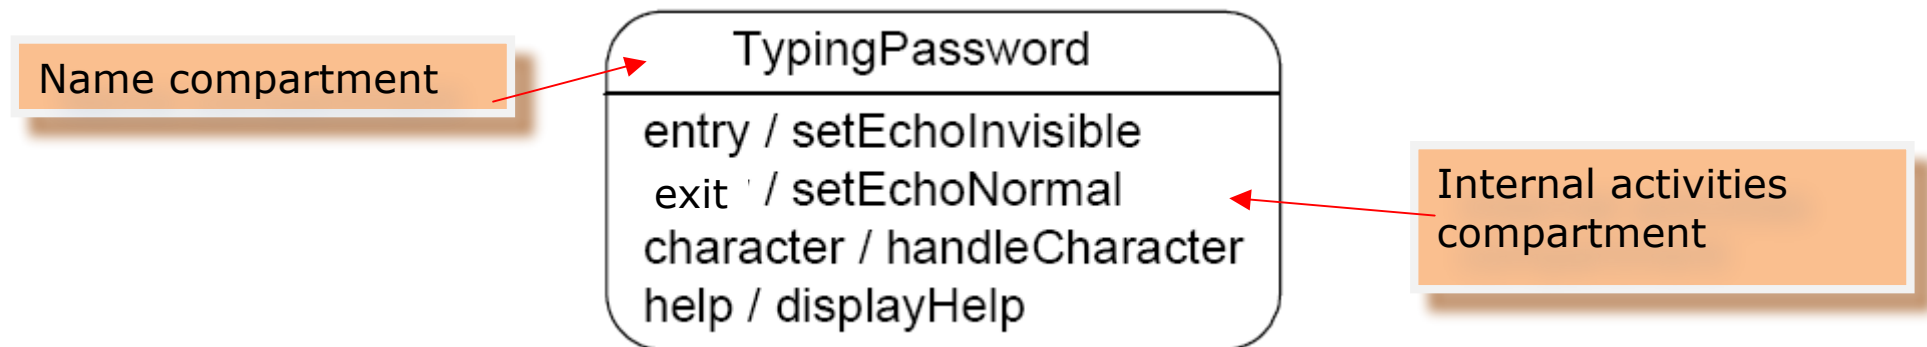 Name compartment
TypingPassword
entry / setEchoInvisible
exit ' / setEchoNormal
character / handleCharacter
help / displayHelp
Internal activities
compartment